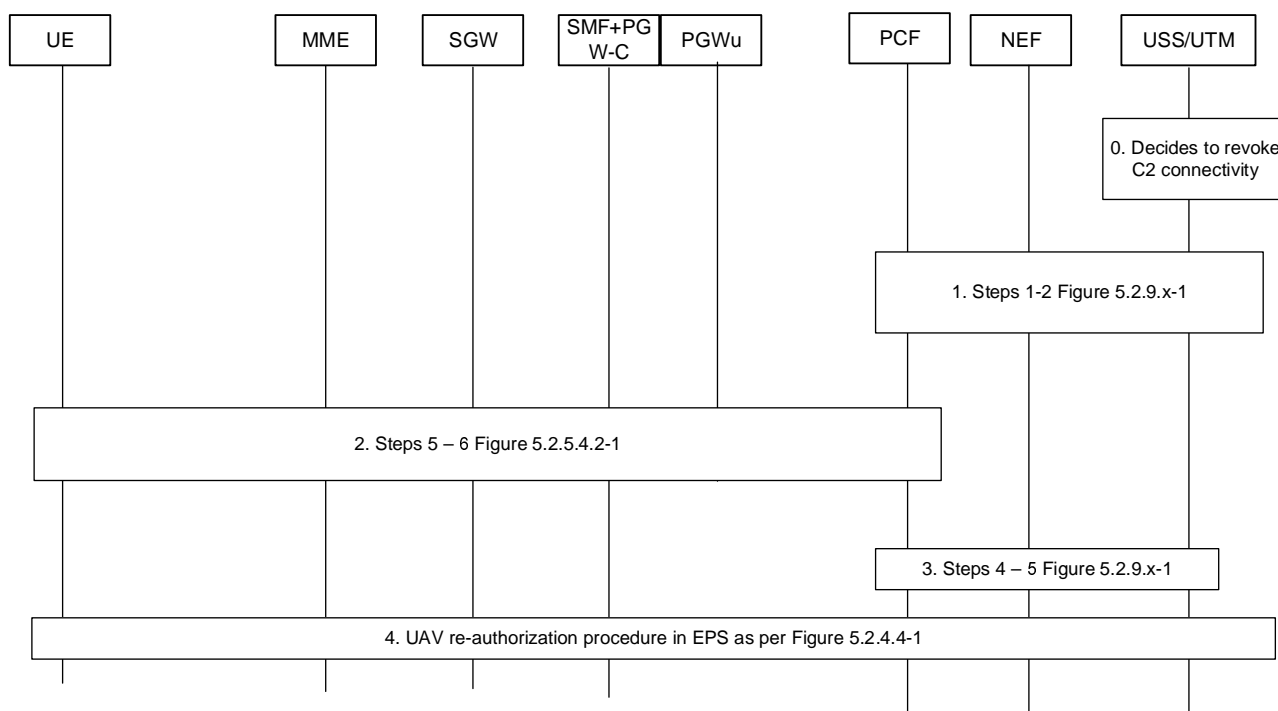 UE
MME
SGW
SMF+PG
W-C
PGWu
PCF
NEF
USS/UTM
0. Decides to revoke
C2 connectivity
1. Steps 1-2 Figure 5.2.9.x-1
2. Steps 5 – 6 Figure 5.2.5.4.2-1
3. Steps 4 – 5 Figure 5.2.9.x-1
4. UAV re-authorization procedure in EPS as per Figure 5.2.4.4-1